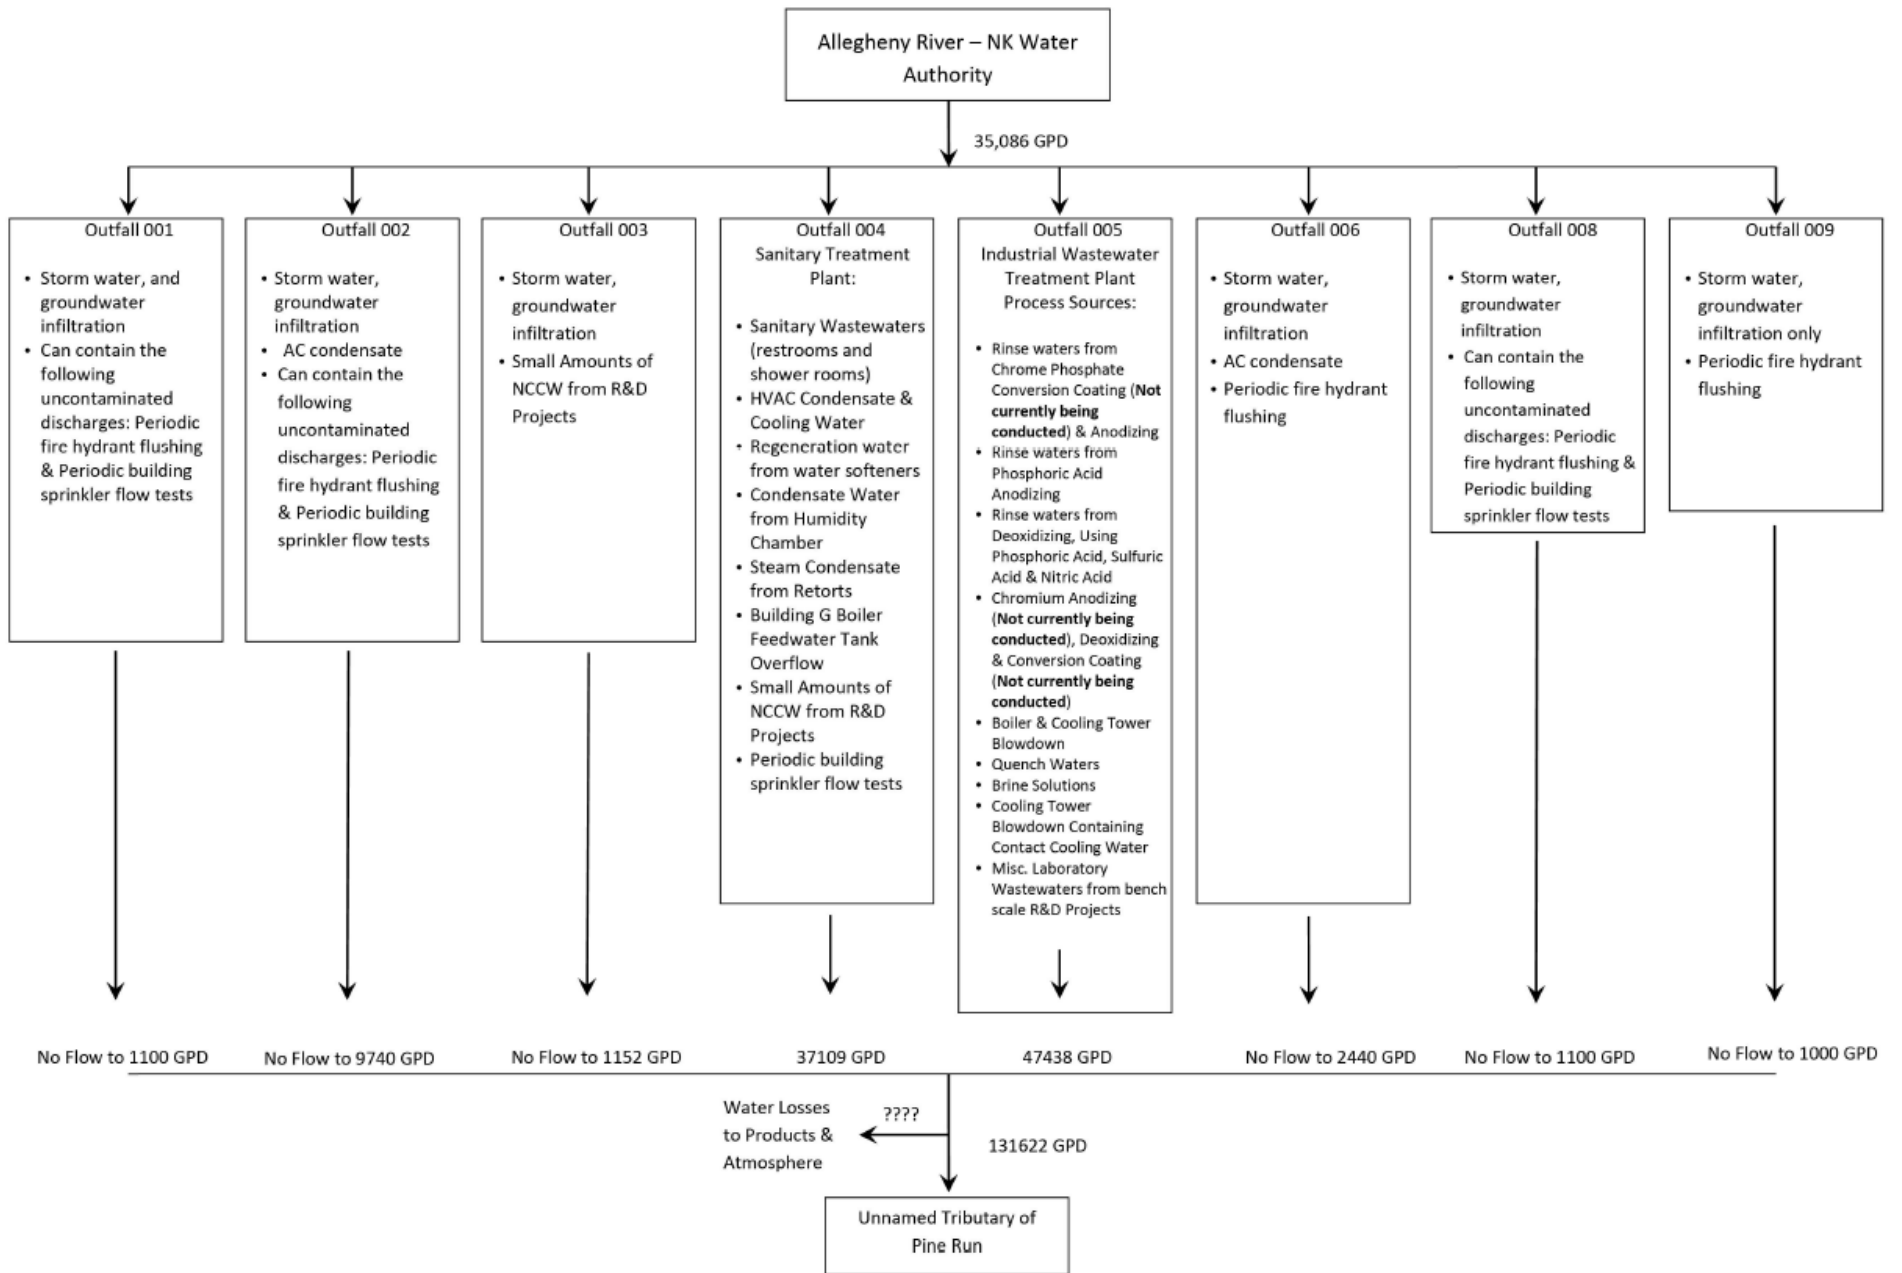 Allegheny River – NK Water
Authority
35,086 GPD
Outfall 001
• Storm water, and
groundwater
infiltration
• Can contain the
following
uncontaminated
discharges: Periodic
fire hydrant flushing
& Periodic building
sprinkler flow tests
Outfall 002
• Storm water,
groundwater
infiltration
• AC condensate
• Can contain the
following
uncontaminated
discharges: Periodic
fire hydrant flushing
& Periodic building
sprinkler flow tests
Outfall 003
• Storm water,
groundwater
infiltration
• Small Amounts of
NCCW from R&D
Projects
Outfall 004
Sanitary Treatment
Plant:
• Sanitary Wastewaters
(restrooms and
shower rooms)
• HVAC Condensate &
Cooling Water
• Regeneration water
from water softeners
• Condensate Water
from Humidity
Chamber
• Steam Condensate
from Retorts
• Building G Boiler
Feedwater Tank
Overflow
• Small Amounts of
NCCW from R&D
Projects
• Periodic building
sprinkler flow tests
Outfall 005
Industrial Wastewater
Treatment Plant
Process Sources:
• Rinse waters from
Chrome Phosphate
Conversion Coating (Not
currently being
conducted) & Anodizing
• Rinse waters from
Phosphoric Acid
Anodizing
• Rinse waters from
Deoxidizing, Using
Phosphoric Acid, Sulfuric
Acid & Nitric Acid
• Chromium Anodizing
(Not currently being
conducted), Deoxidizing
& Conversion Coating
(Not currently being
conducted)
• Boiler & Cooling Tower
Blowdown
• Quench Waters
• Brine Solutions
• Cooling Tower
Blowdown Containing
Contact Cooling Water
• Misc. Laboratory
Wastewaters from bench
scale R&D Projects
Outfall 006
• Storm water,
groundwater
infiltration
• AC condensate
• Periodic fire hydrant
flushing
Outfall 008
• Storm water,
groundwater
infiltration
• Can contain the
following
uncontaminated
discharges: Periodic
fire hydrant flushing &
Periodic building
sprinkler flow tests
Outfall 009
• Storm water,
groundwater
infiltration only
• Periodic fire hydrant
flushing
No Flow to 1100 GPD
No Flow to 9740 GPD
No Flow to 1152 GPD
37109 GPD
47438 GPD
No Flow to 2440 GPD
No Flow to 1100 GPD
No Flow to 1000 GPD
Water Losses
to Products &
Atmosphere
????
131622 GPD
Unnamed Tributary of
Pine Run